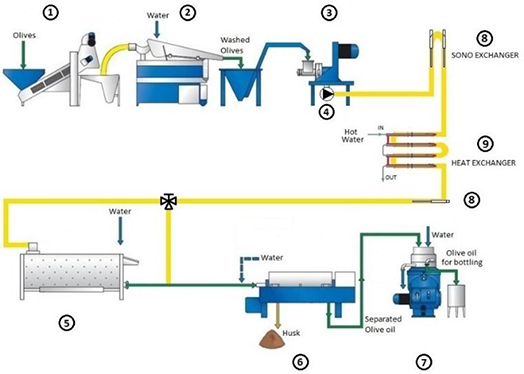 1
2
3
8
Olives
Water
Washed
Olives
SONO EXCHANGER
4
Hot
Water
IN
9
HEAT EXCHANGER
OUT
8
Water
Water
Water
Olive oil
for bottling
5
Husk
Separated
Olive oil
6
7